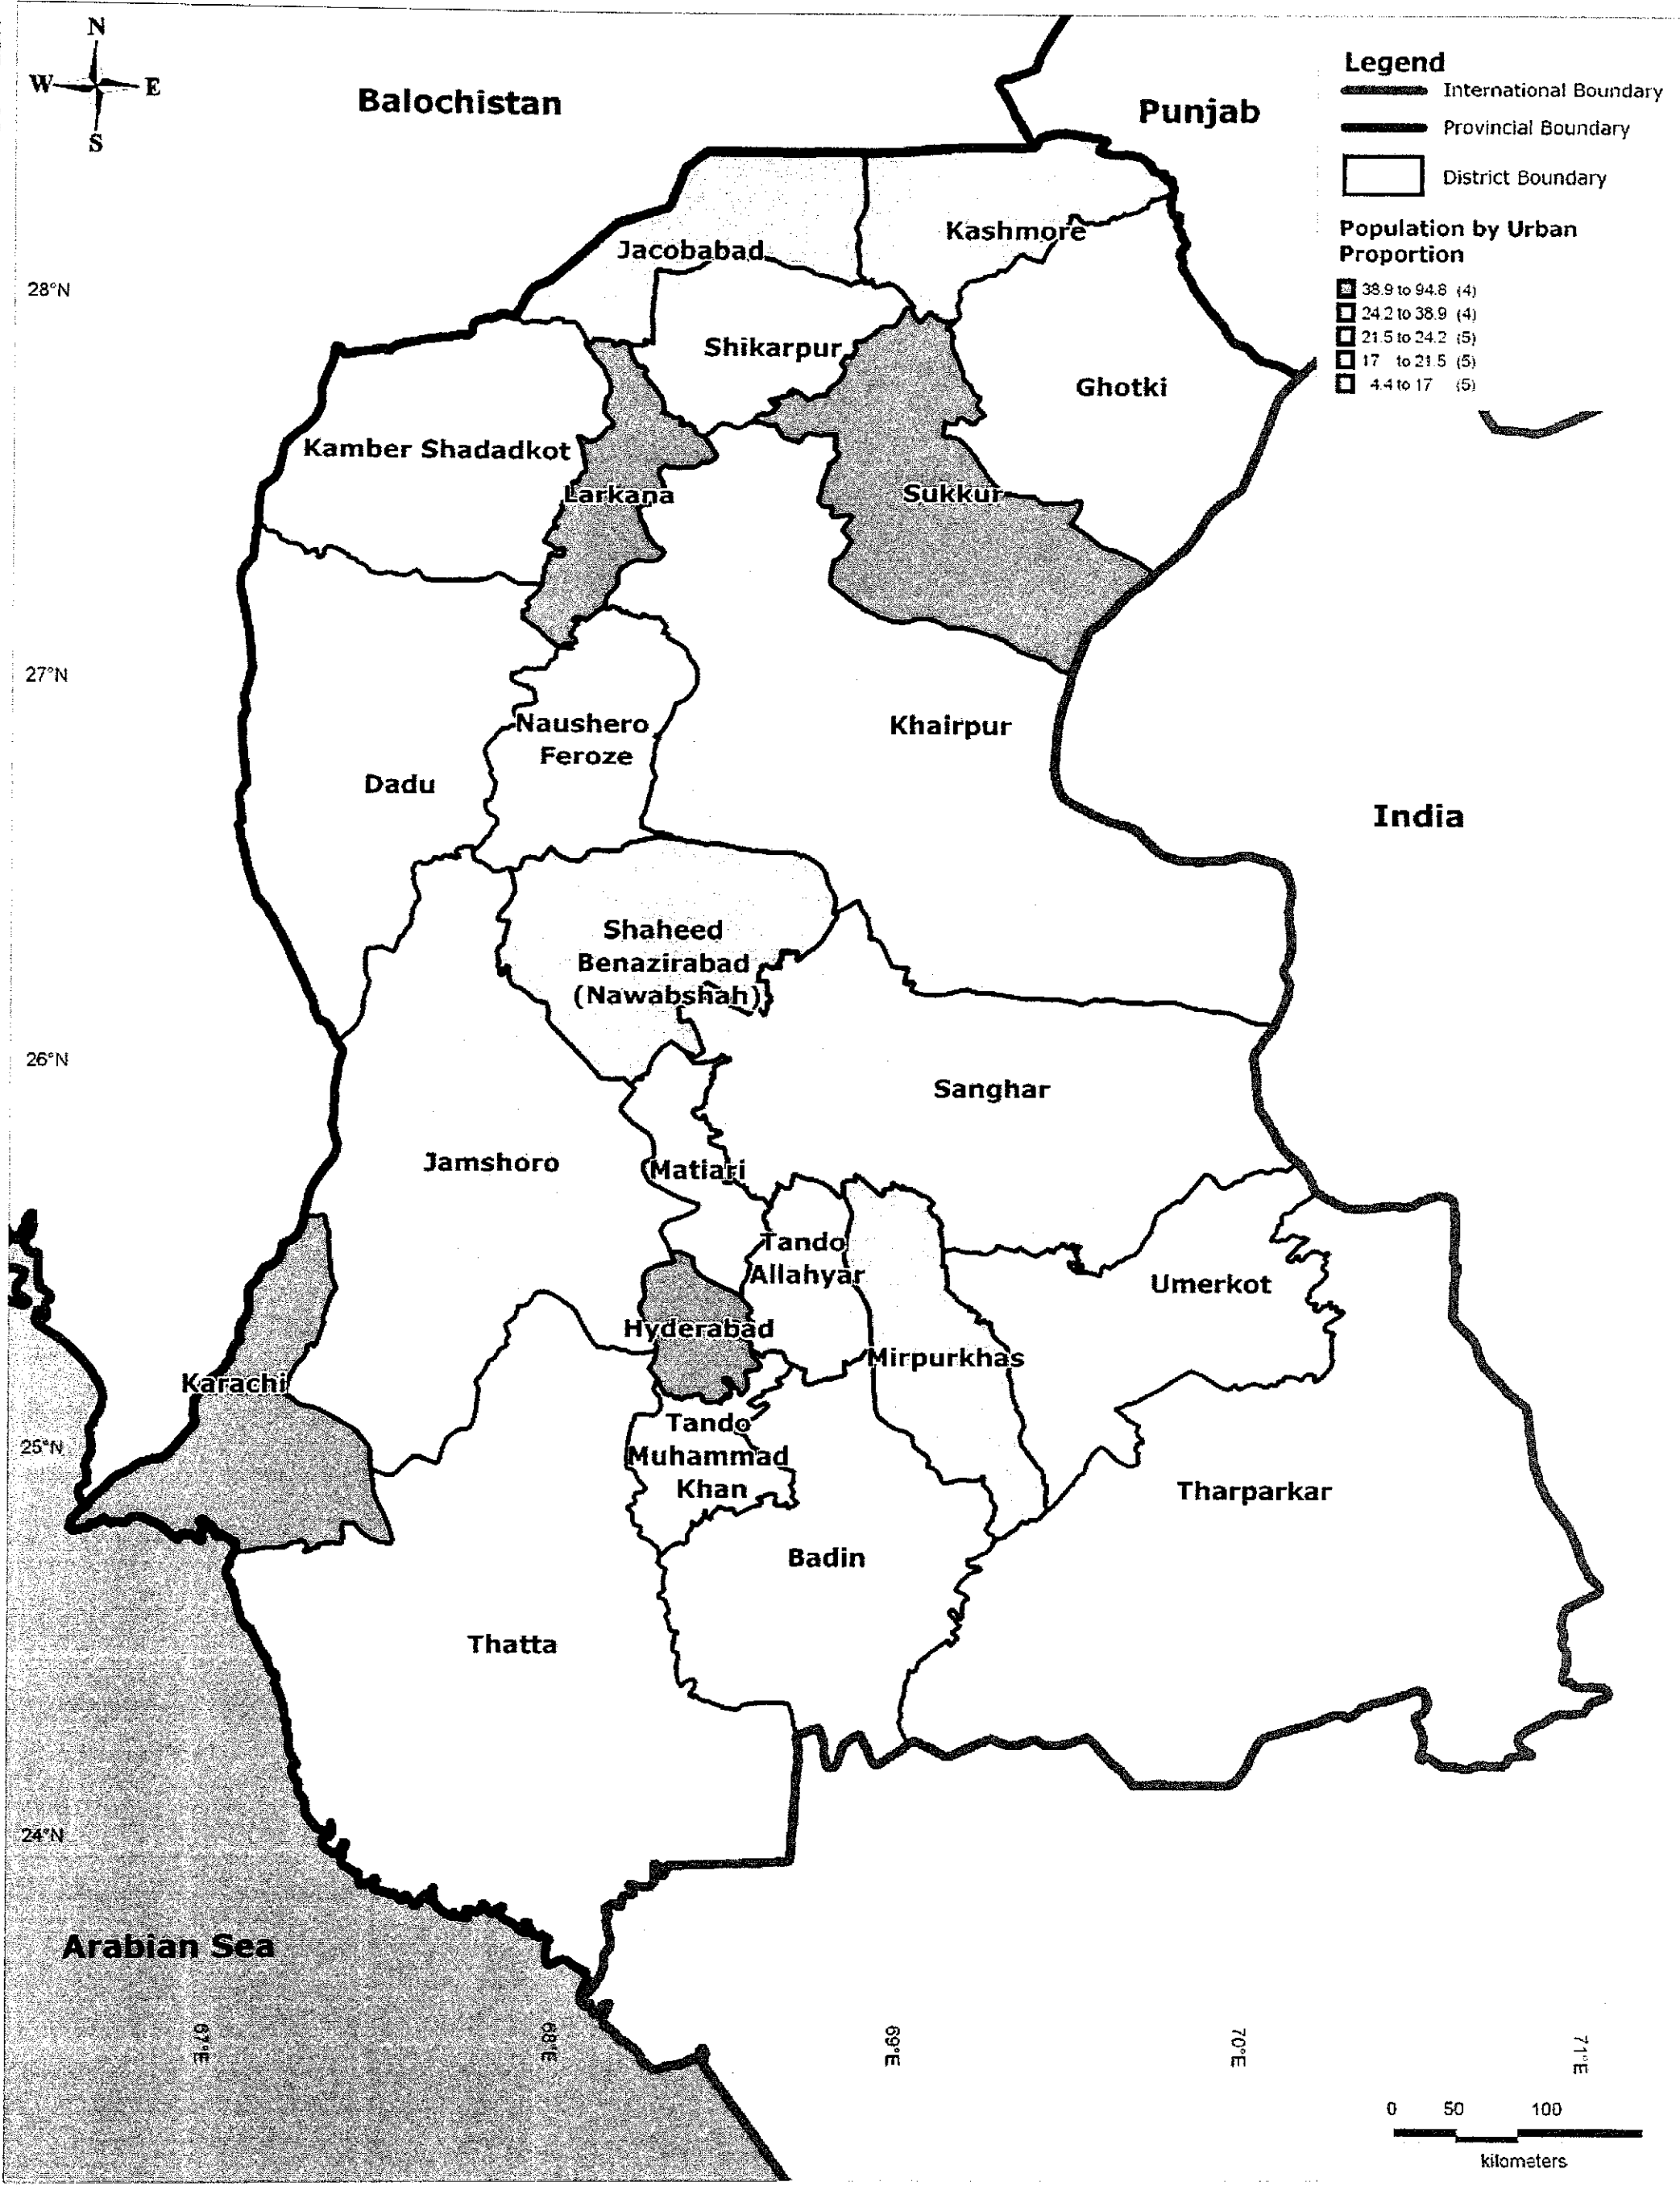 N
W E
S
Balochistan
Punjab
Legend
International Boundary
Provincial Boundary
District Boundary
Population by Urban
Proportion
38.9 to 94.8 (4)
24.2 to 38.9 (4)
21.5 to 24.2 (5)
17 to 21.5 (5)
4.4 to 17 (5)
Jacobabad
Kashmore
28°N
Shikarpur
Ghotki
Kamber Shadadkot
Larkana
Sukkur
27°N
Naushero
Feroze
Khairpur
Dadu
India
Shaheed
Benazirabad
(Nawabshah)
26°N
Sanghar
Jamshoro
Matiari
Tando
Allahyar
Umerkot
Hyderabad
Mirpurkhas
Karachi
25°N
Tando
Muhammad
Khan
Tharparkar
Badin
Thatta
24°N
Arabian Sea
67°E
68°E
69°E
70°E
71°E
0 50 100
kilometers